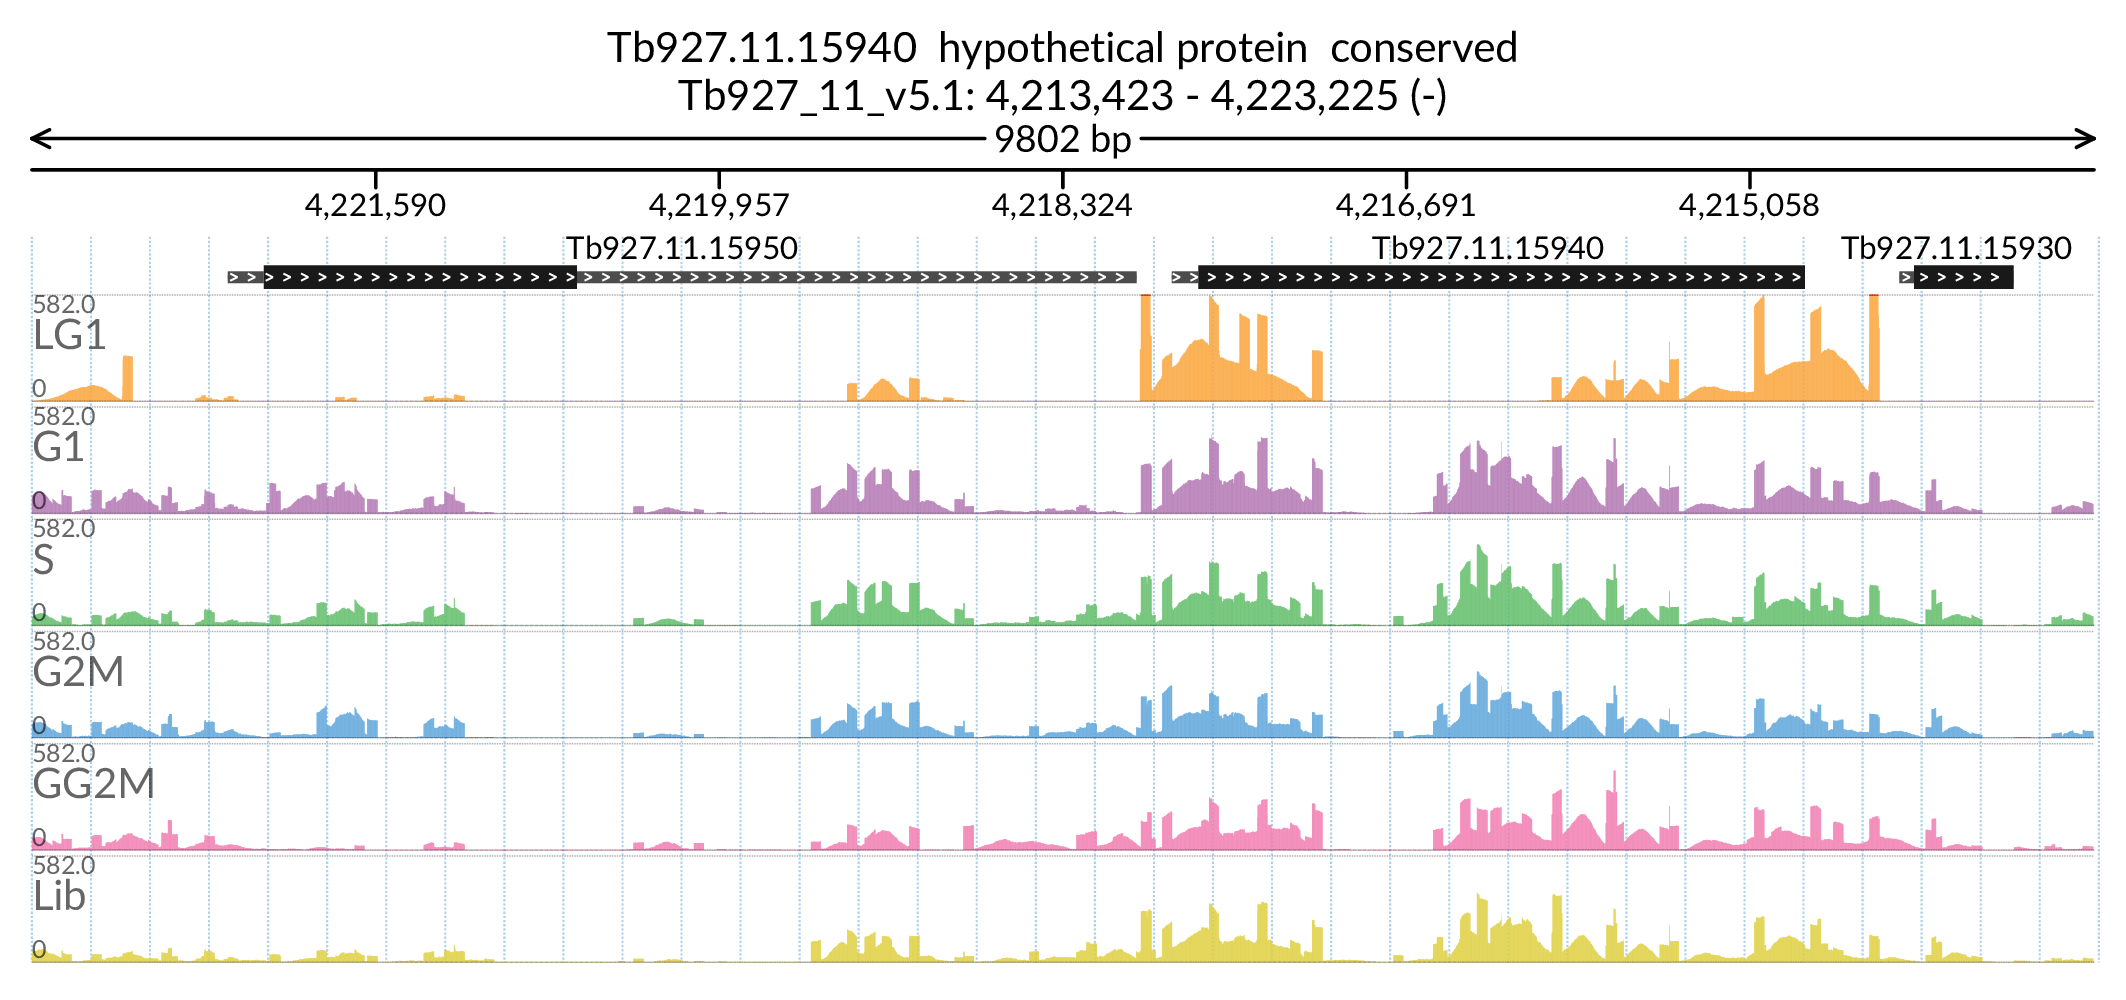 Tb927.11.15940  hypothetical protein  conserved
Tb927_11_v5.1: 4,213,423 - 4,223,225 (-)
9802 bp
4,221,590 4,219,957 4,218,324 4,216,691 4,215,058
Tb927.11.15950 Tb927.11.15940 Tb927.11.15930
582.0
LG1
0
582.0
G1
0
582.0
S
0
582.0
G2M
0
582.0
GG2M
0
582.0
Lib
0